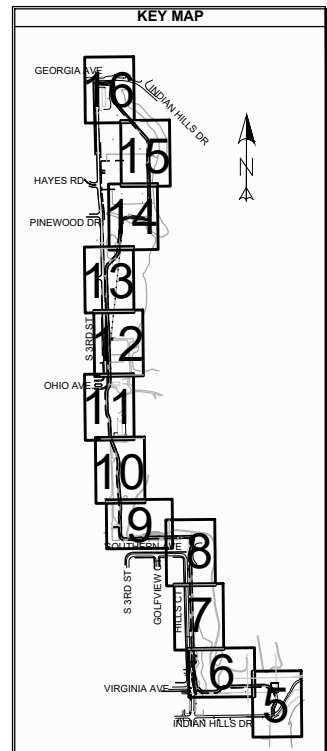 KEY MAP
GEORGIA AVE
16
INDIAN HILLS DR
15
HAYES RD
14
PINEWOOD DR
N
13
S 3RD ST
12
OHIO AVE
11
10
9
SOUTHERN AVE
8
S 3RD ST
HILLS CT
7
6
VIRGINIA AVE
5
INDIAN HILLS DR